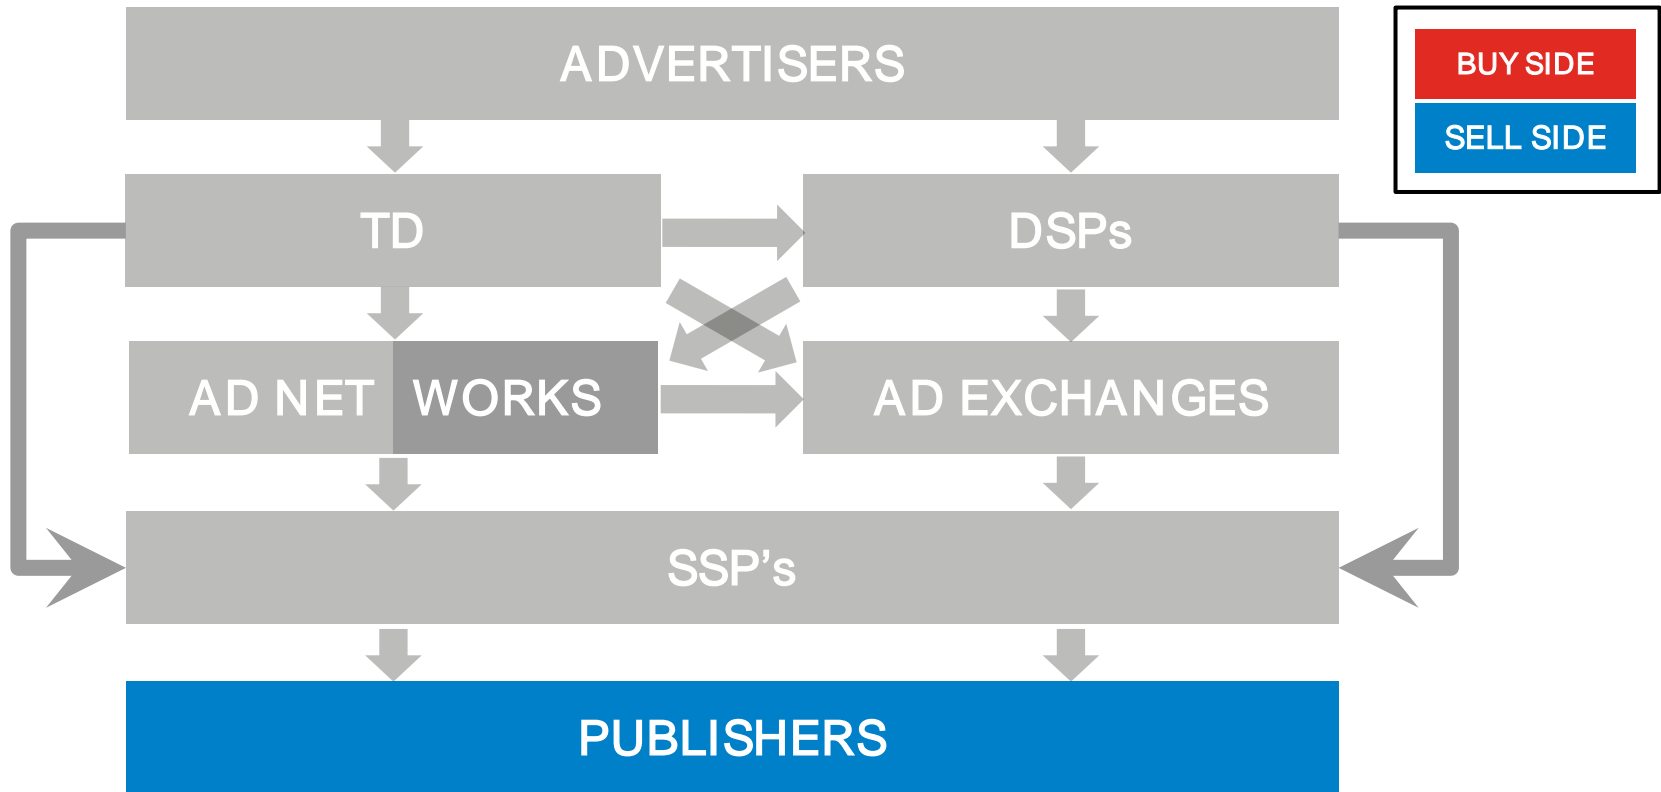 ADVERTISERS
BUY SIDE
SELL SIDE
TD
DSPs
AD NET WORKS
AD EXCHANGES
SSP’s
PUBLISHERS